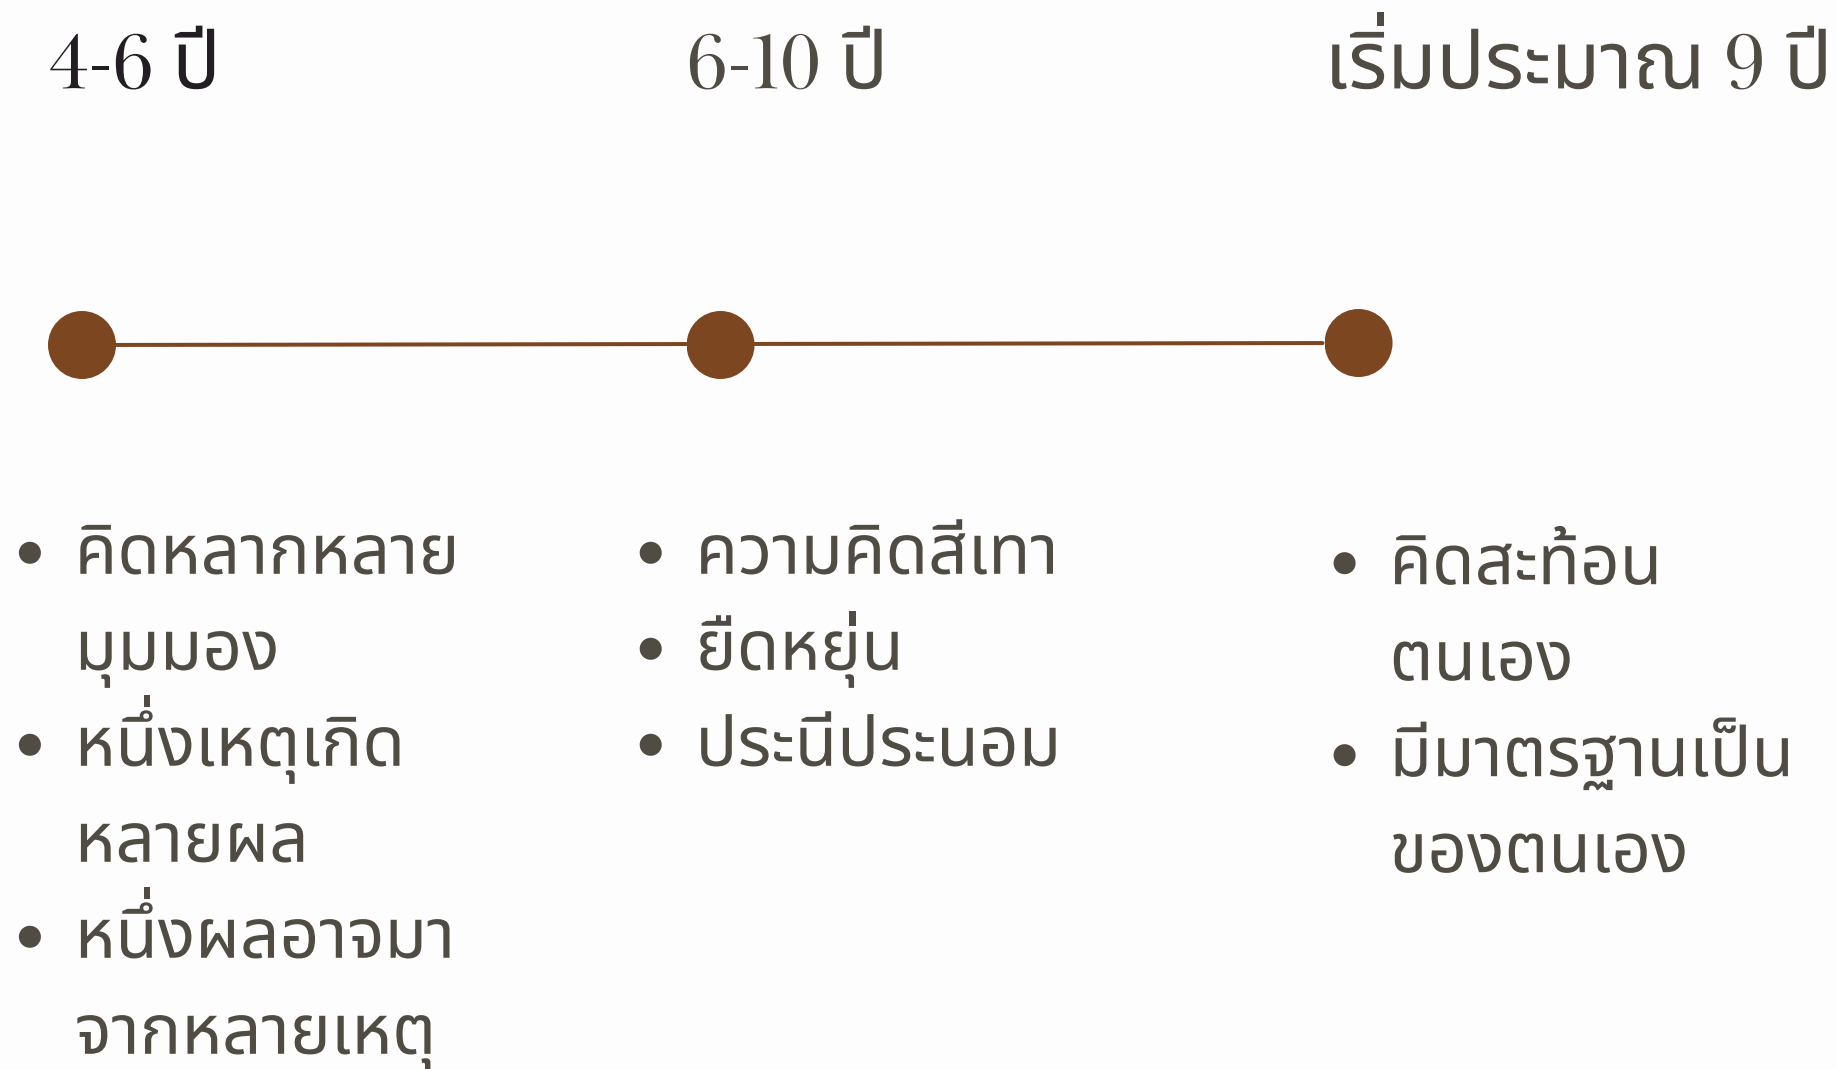 4-6 ปี
6-10 ปี
เริ่มประมาณ 9 ปี
• คิดหลากหลาย
มุมมอง
• หนึ่งเหตุเกิด
หลายผล
• หนึ่งผลอาจมา
จากหลายเหตุ
• ความคิดสีเทา
• ยืดหยุ่น
• ประนีประนอม
• คิดสะท้อน
ตนเอง
• มีมาตรฐานเป็น
ของตนเอง